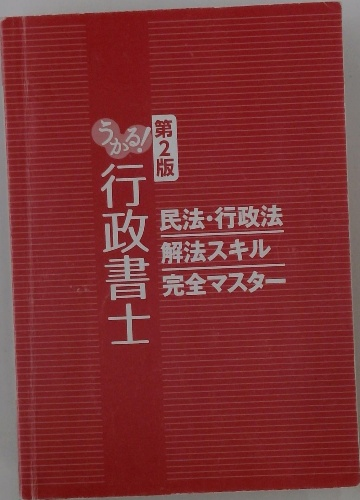 うかる!
行政書士
第2版
民法・行政法
解法スキル
完全マスター